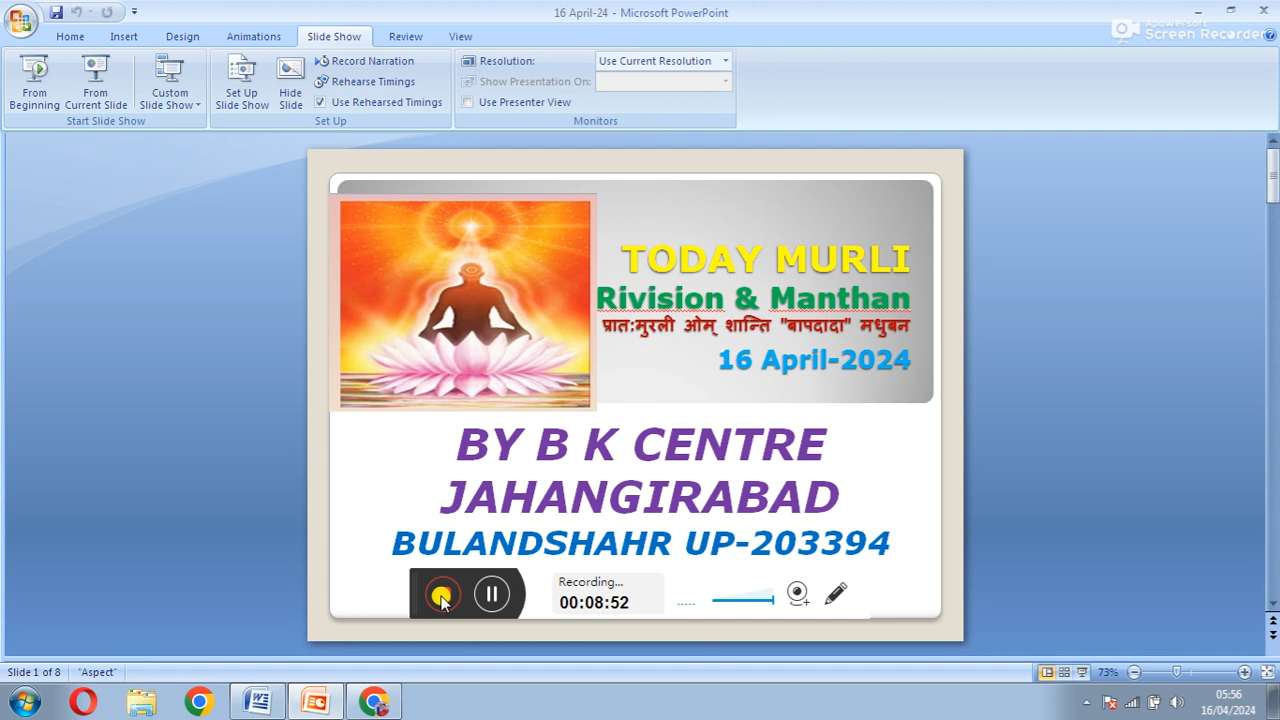 16 April-24 - Microsoft PowerPoint
Apowersoft
Screen Recorder
Home Insert Design Animations Slide Show Review View
From Beginning
From Current Slide
Custom Slide Show
Start Slide Show
Set Up Slide Show
Hide Slide
Record Narration
Rehearse Timings
Use Rehearsed Timings
Set Up
Resolution: Use Current Resolution
Show Presentation On:
Use Presenter View
Monitors
TODAY MURLI
Rivision & Manthan
प्रात:मुरली ओम् शान्ति "बापदादा" मधुबन
16 April-2024
BY B K CENTRE
JAHANGIRABAD
BULANDSHAHR UP-203394
Recording...
00:08:52
Slide 1 of 8 "Aspect" 73%
05:56
16/04/2024